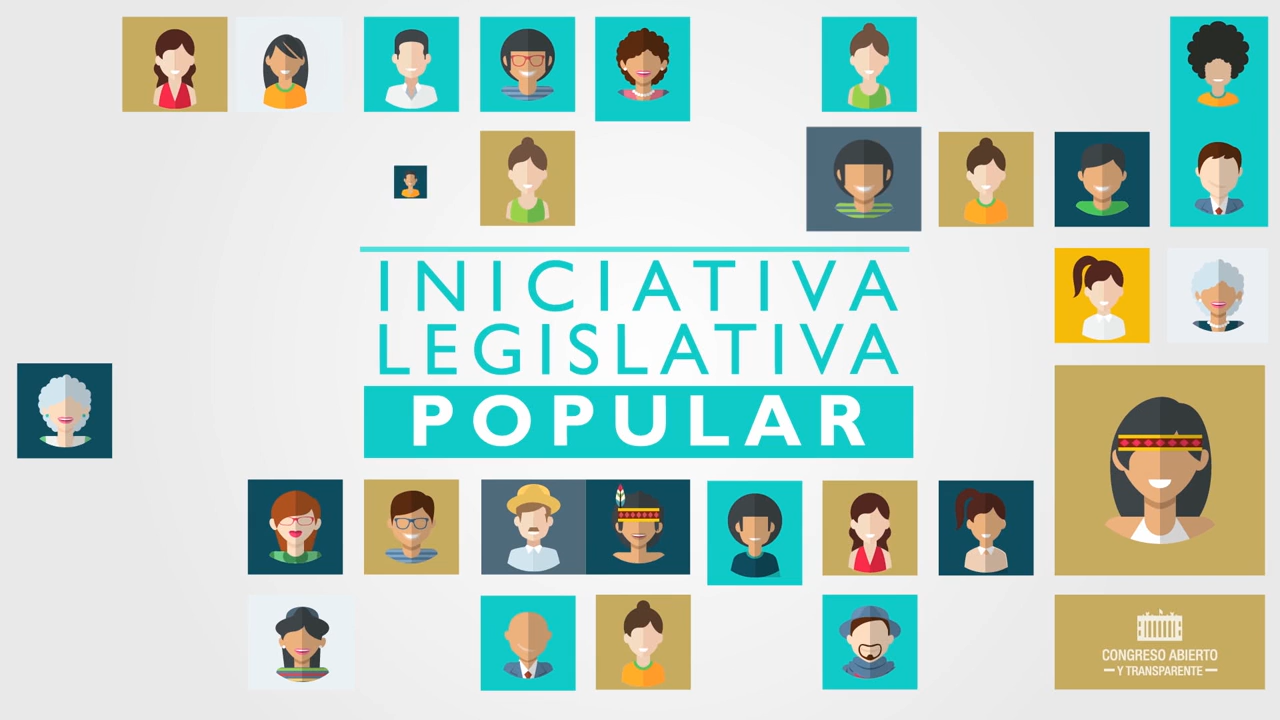 INICIATIVA
LEGISLATIVA
POPULAR
CONGRESO ABIERTO
Y TRANSPARENTE